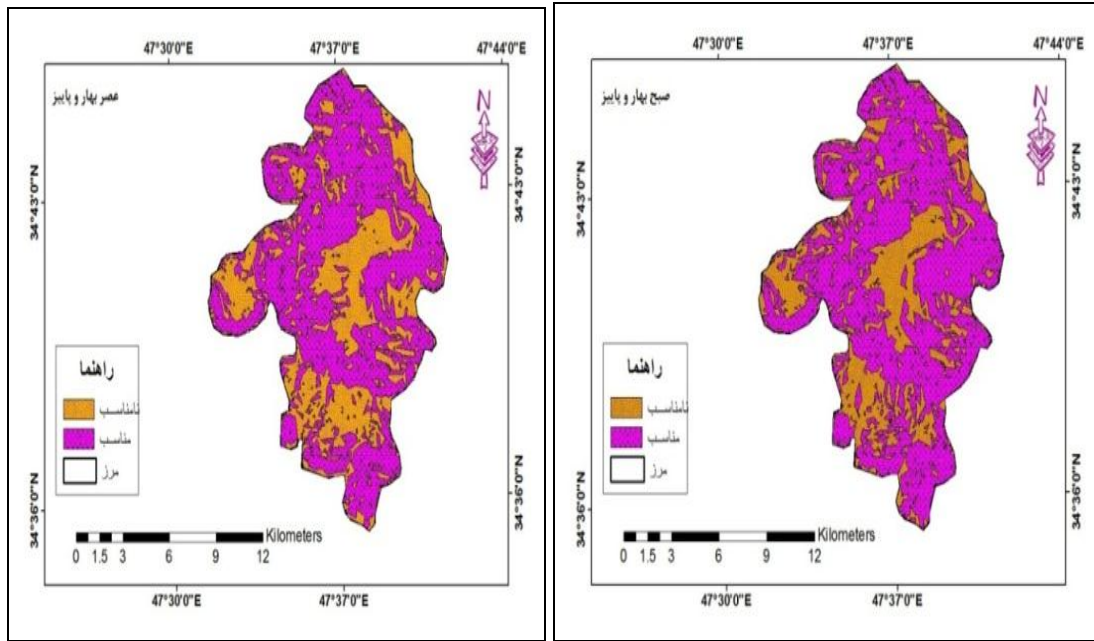 47°30'0"E 47°37'0"E 47°44'0"E
عصر بهار و پاییز
N
34°43'0"N 34°43'0"N
راهنما
نامناسب
مناسب
مرز
34°36'0"N 34°36'0"N
Kilometers
0 1.5 3 6 9 12
47°30'0"E 47°37'0"E
47°30'0"E 47°37'0"E 47°44'0"E
صبح بهار و پاییز
N
34°43'0"N 34°43'0"N
راهنما
نامناسب
مناسب
مرز
34°36'0"N 34°36'0"N
Kilometers
0 1.5 3 6 9 12
47°30'0"E 47°37'0"E